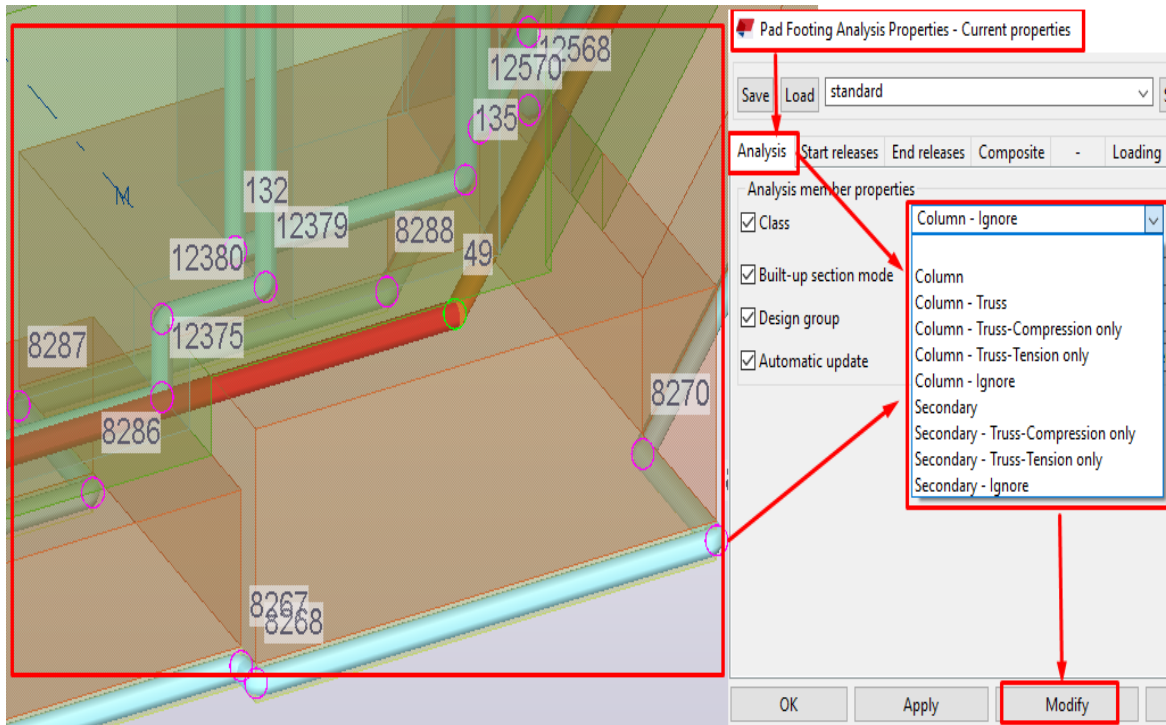 12568
12570
135
132
12379
8288
12380
49
12375
8287
8270
8286
8267
8268
M
Pad Footing Analysis Properties - Current properties
Save Load standard
Analysis Start releases End releases Composite - Loading
Analysis member properties
Class
Column - Ignore
Built-up section mode
Design group
Automatic update
Column
Column - Truss
Column - Truss-Compression only
Column - Truss-Tension only
Column - Ignore
Secondary
Secondary - Truss-Compression only
Secondary - Truss-Tension only
Secondary - Ignore
OK Apply Modify